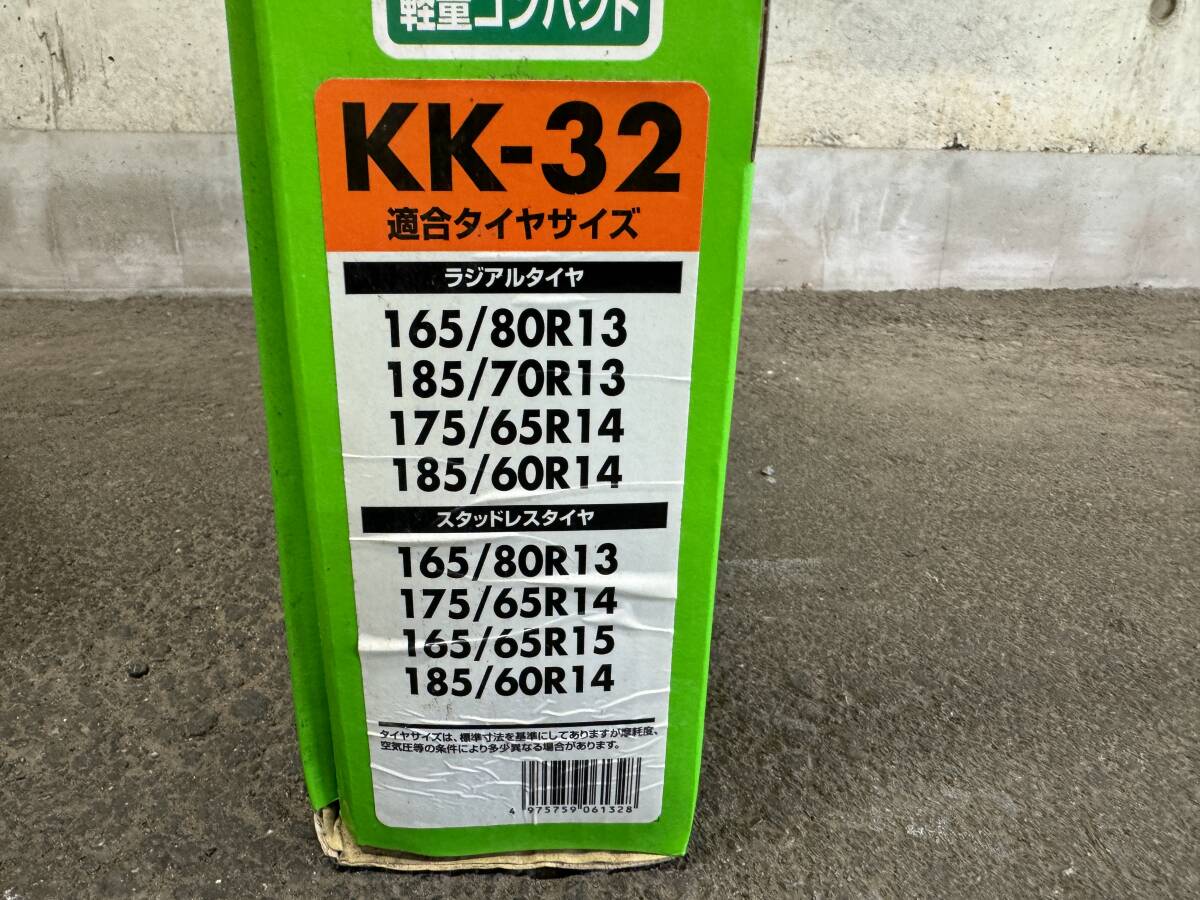 軽量コンパクト
KK-32
適合タイヤサイズ
ラジアルタイヤ
165/80R13
185/70R13
175/65R14
185/60R14
スタッドレスタイヤ
165/80R13
175/65R14
165/65R15
185/60R14
タイヤサイズは、標準寸法を基準にしてありますが摩耗度、
空気圧等の条件により多少異なる場合があります。
4 975759 061328